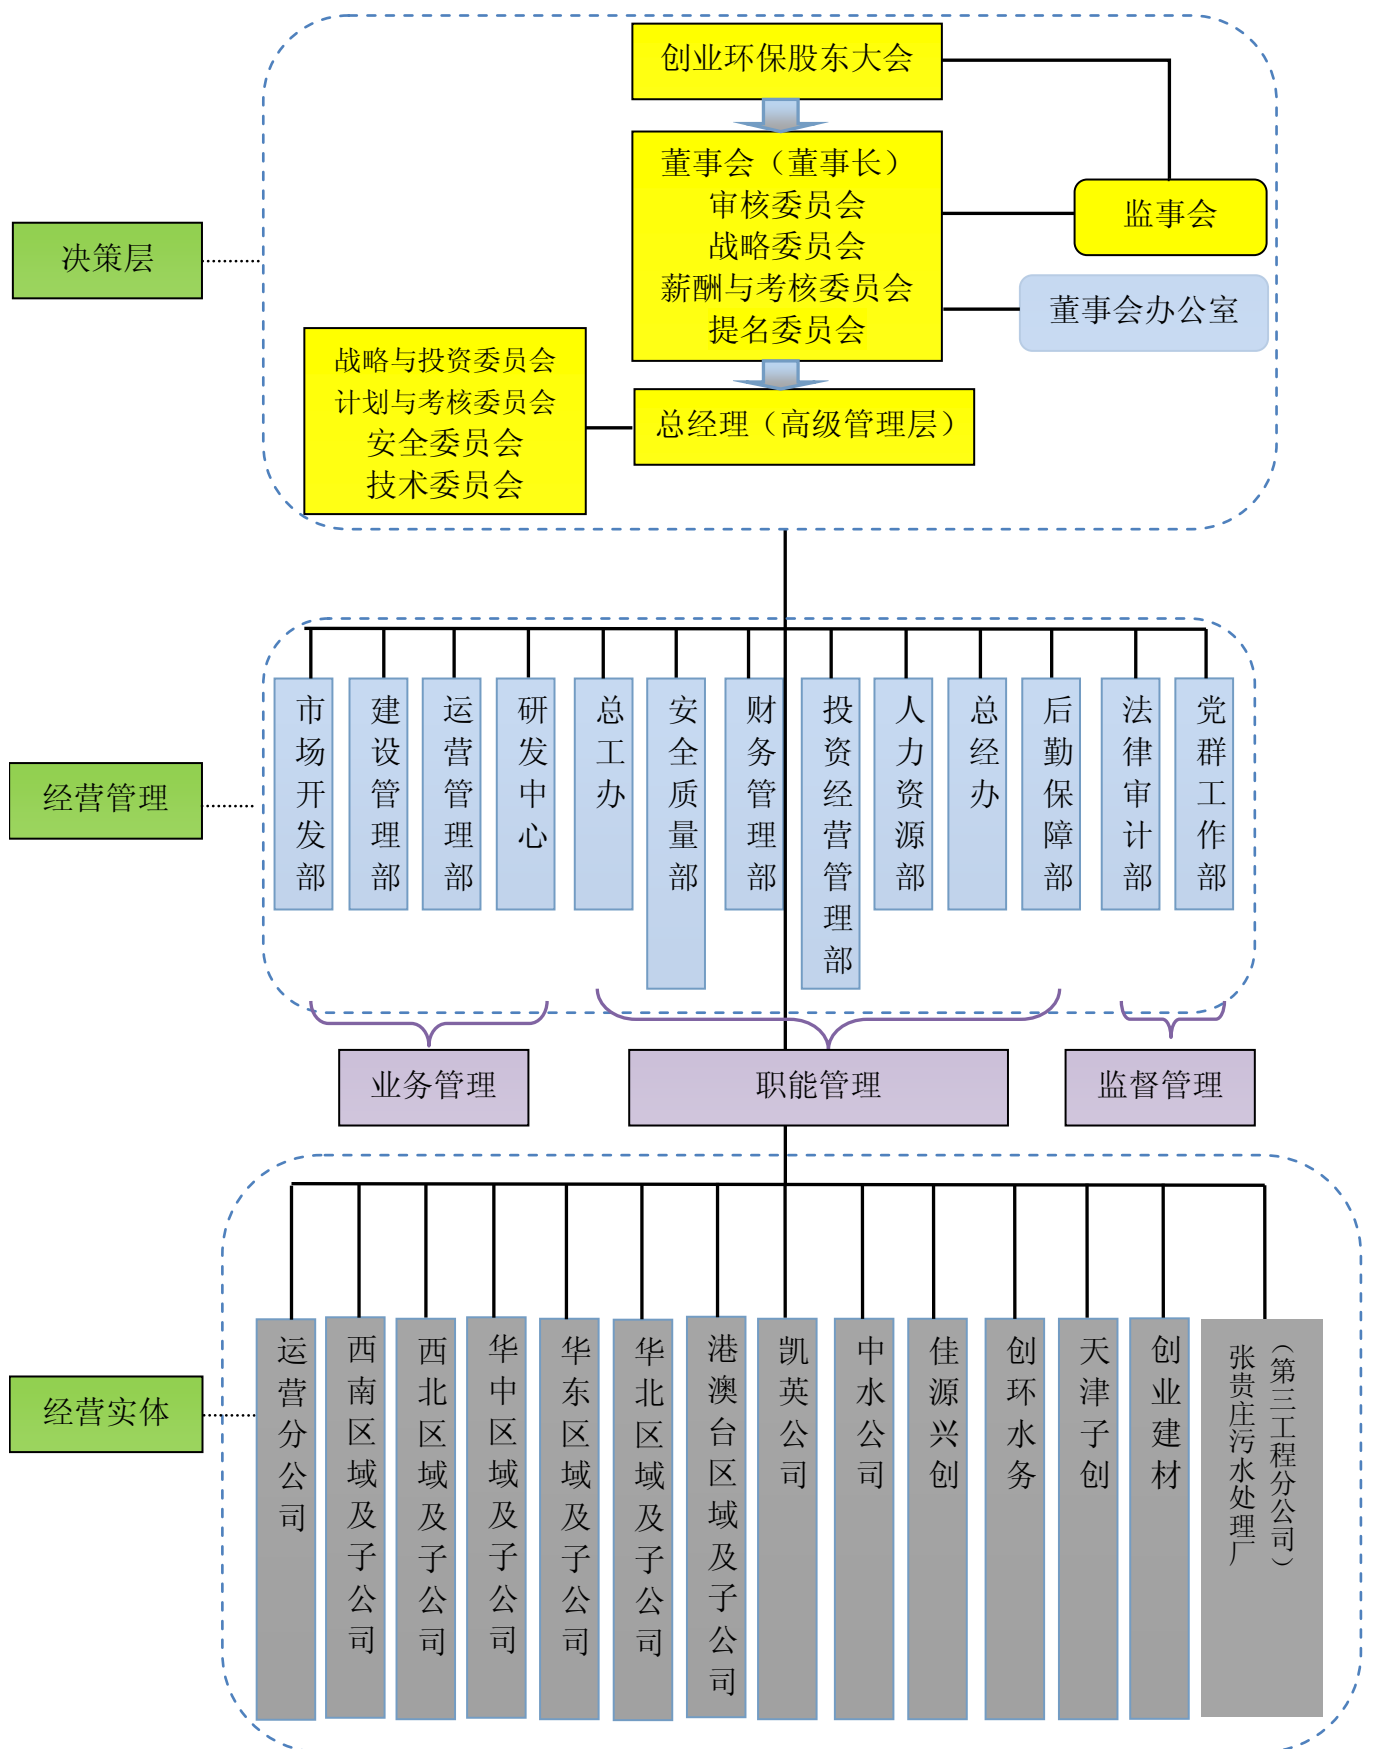 创业环保股东大会
董事会（董事长）
审核委员会
战略委员会
薪酬与考核委员会
提名委员会
监事会
董事会办公室
决策层
战略与投资委员会
计划与考核委员会
安全委员会
技术委员会
总经理（高级管理层）
经营管理
市场开发部
建设管理部
运营管理部
研发中心
总工办
安全质量部
财务管理部
投资经营管理部
人力资源部
总经办
后勤保障部
法律审计部
党群工作部
业务管理
职能管理
监督管理
经营实体
运营分公司
西南区域及子公司
西北区域及子公司
华中区域及子公司
华东区域及子公司
华北区域及子公司
港澳台区域及子公司
凯英公司
中水公司
佳源兴创
创环水务
天津子创
创业建材
（第三工程分公司）
张贵庄污水处理厂